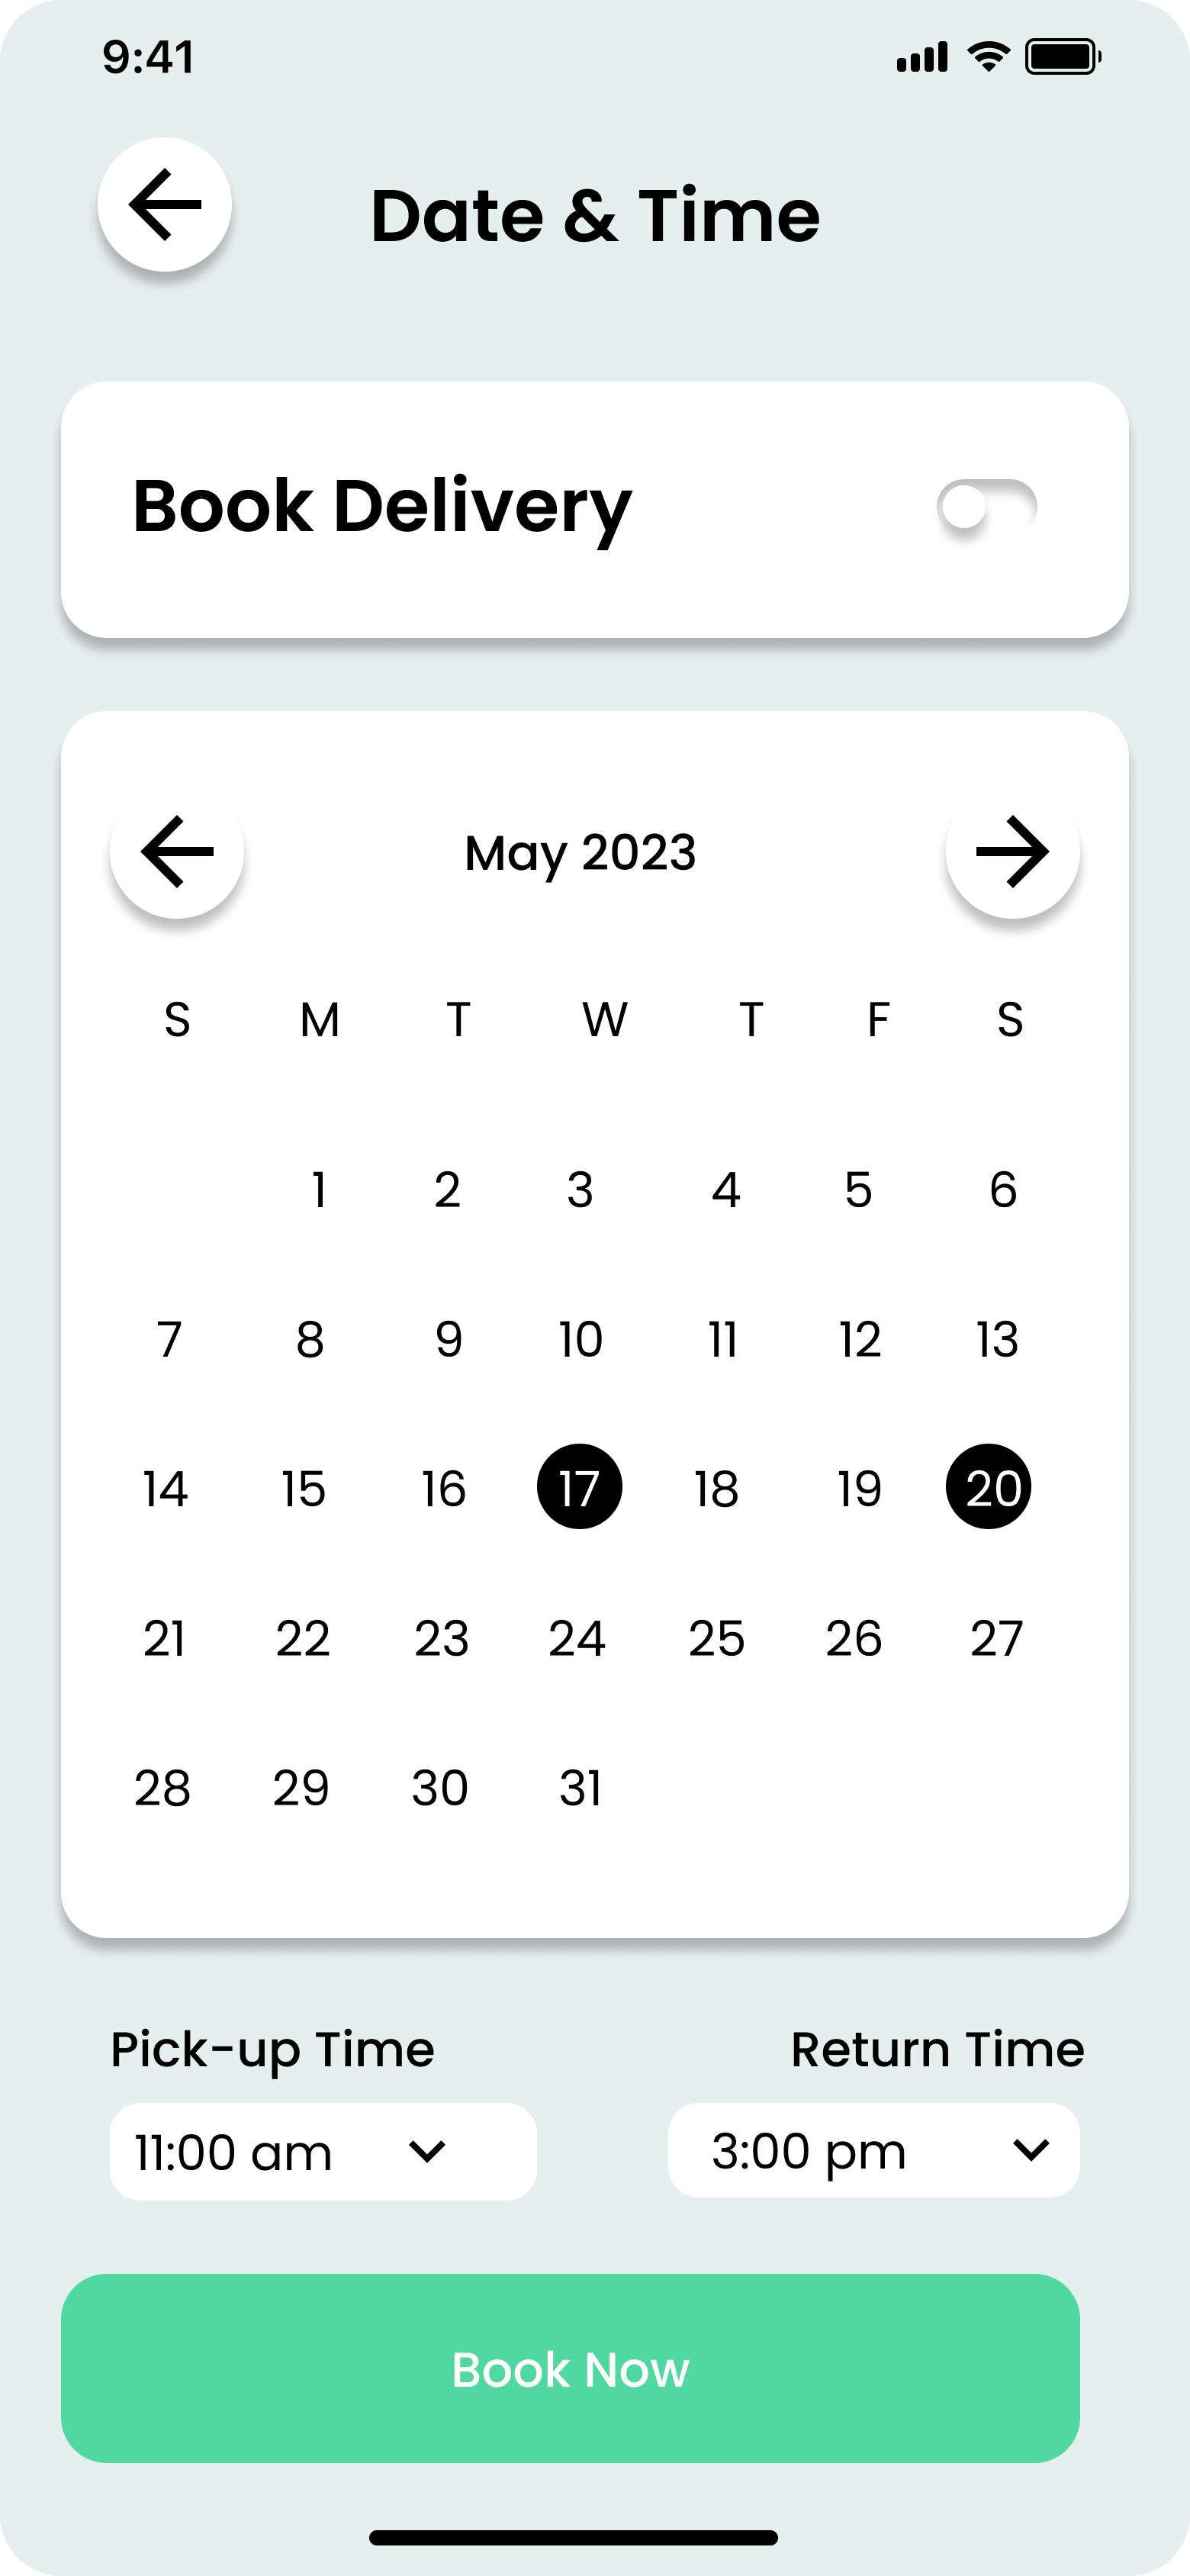 9:41
Date & Time
Book Delivery
May 2023
S M T W T F S
1 2 3 4 5 6
7 8 9 10 11 12 13
14 15 16 17 18 19 20
21 22 23 24 25 26 27
28 29 30 31
Pick-up Time Return Time
11:00 am 3:00 pm
Book Now